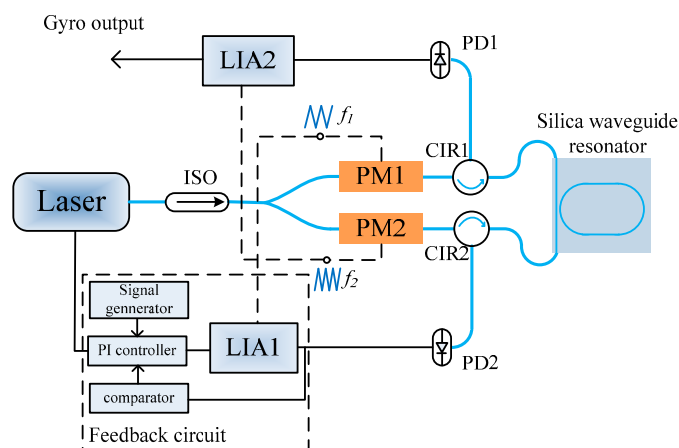 Gyro output
LIA2
PD1
f1
Silica waveguide
resonator
ISO
PM1
CIR1
Laser
PM2
CIR2
f2
Signal
gennerator
PI controller
LIA1
PD2
comparator
Feedback circuit